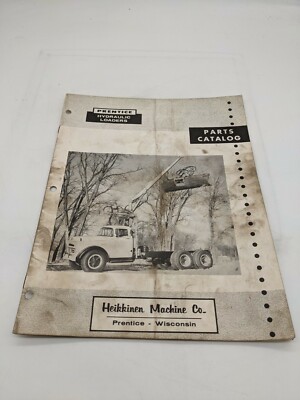 PRENTICE
HYDRAULIC
LOADERS
PARTS
CATALOG
Heikkinen Machine Co.
Prentice - Wisconsin